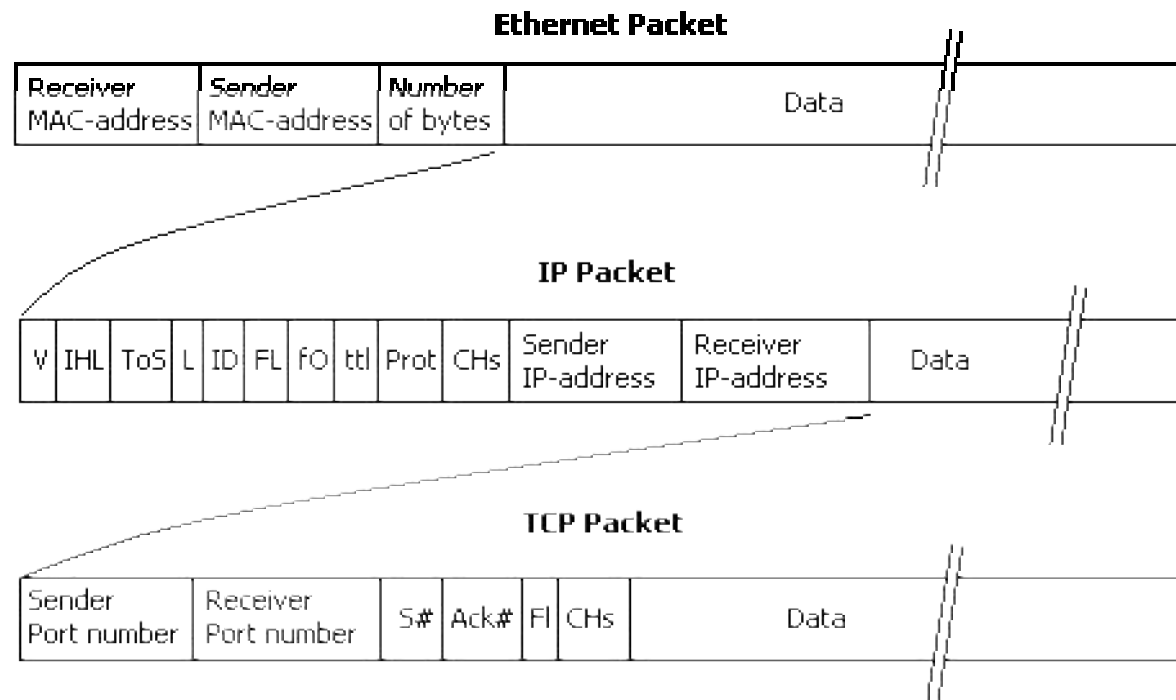 Ethernet Packet
Receiver
MAC-address
Sender
MAC-address
Number
of bytes
Data
IP Packet
V
IHL
ToS
L
ID
FL
fO
ttl
Prot
CHs
Sender
IP-address
Receiver
IP-address
Data
TCP Packet
Sender
Port number
Receiver
Port number
S#
Ack#
Fl
CHs
Data